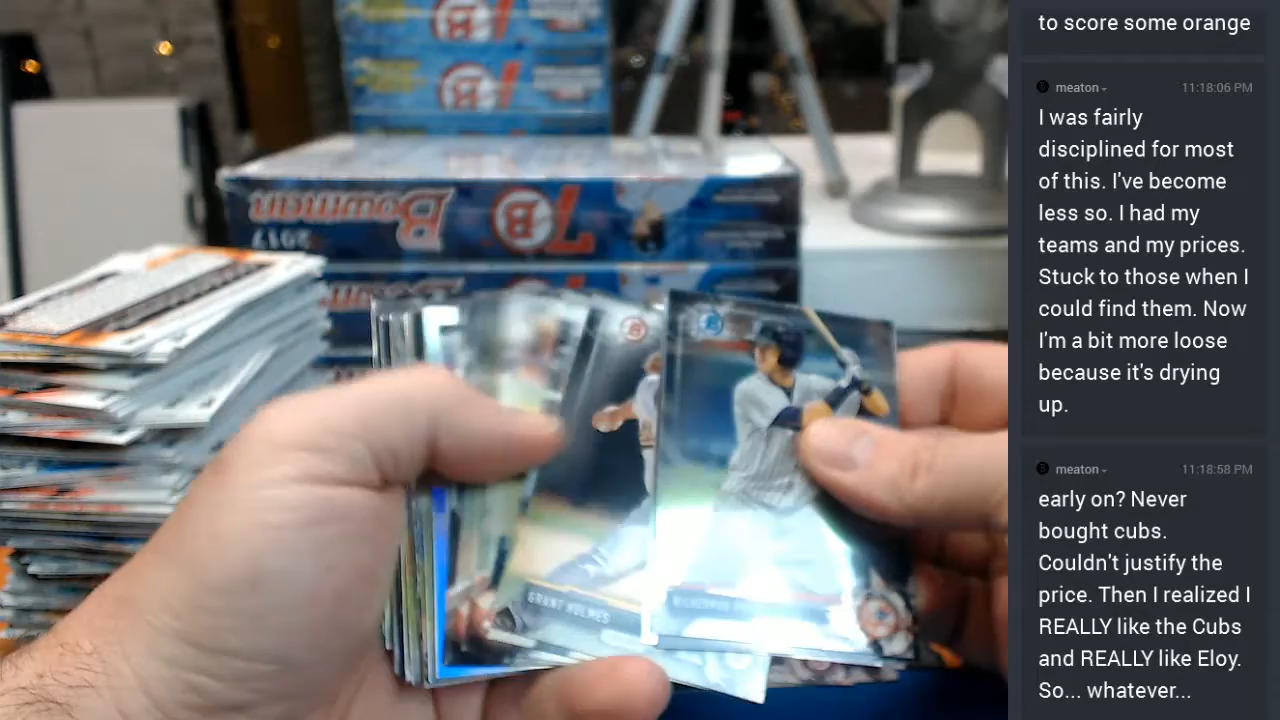 to score some orange
meaton
11:18:06 PM
I was fairly
disciplined for most
of this. I've become
less so. I had my
teams and my prices.
Stuck to those when I
could find them. Now
I'm a bit more loose
because it's drying
up.
meaton
11:18:58 PM
early on? Never
bought cubs.
Couldn't justify the
price. Then I realized I
REALLY like the Cubs
and REALLY like Eloy.
So... whatever...
Bowman
2017
B
GRANT HOLMES